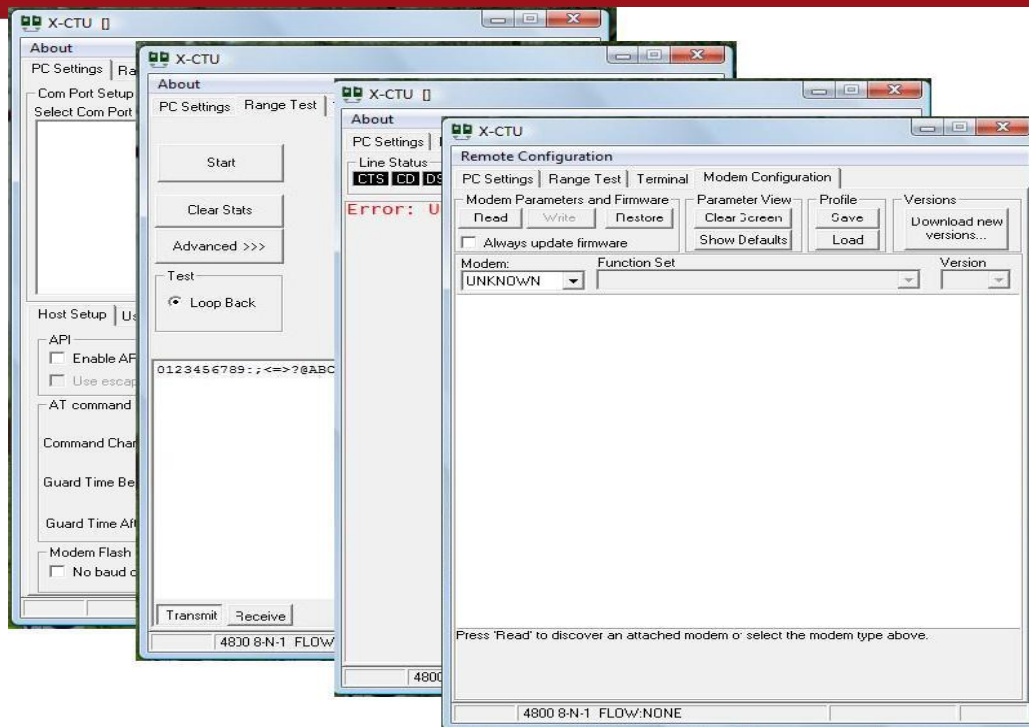 X-CTU []
About
PC Settings Ra
Com Port Setup
Select Com Port
Host Setup Us
API
Enable AP
Use escap
AT command
Command Char
Guard Time Be
Guard Time Aft
Modem Flash
No baud c
X-CTU
About
PC Settings Range Test
Start
Clear Stats
Advanced >>>
Test
Loop Back
0123456789:;<=>?@ABC
Transmit Receive
4800 8-N-1 FLOW
X-CTU []
About
PC Settings
Line Status
CTS CD DS
Error: U
4800
X-CTU
Remote Configuration
PC Settings Range Test Terminal Modem Configuration
Modem Parameters and Firmware Parameter View Profile Versions
Read Write Restore Clear Screen Save Download new
versions...
Always update firmware Show Defaults Load
Modem: Function Set Version
UNKNOWN
Press 'Read' to discover an attached modem or select the modem type above.
4800 8-N-1 FLOW:NONE